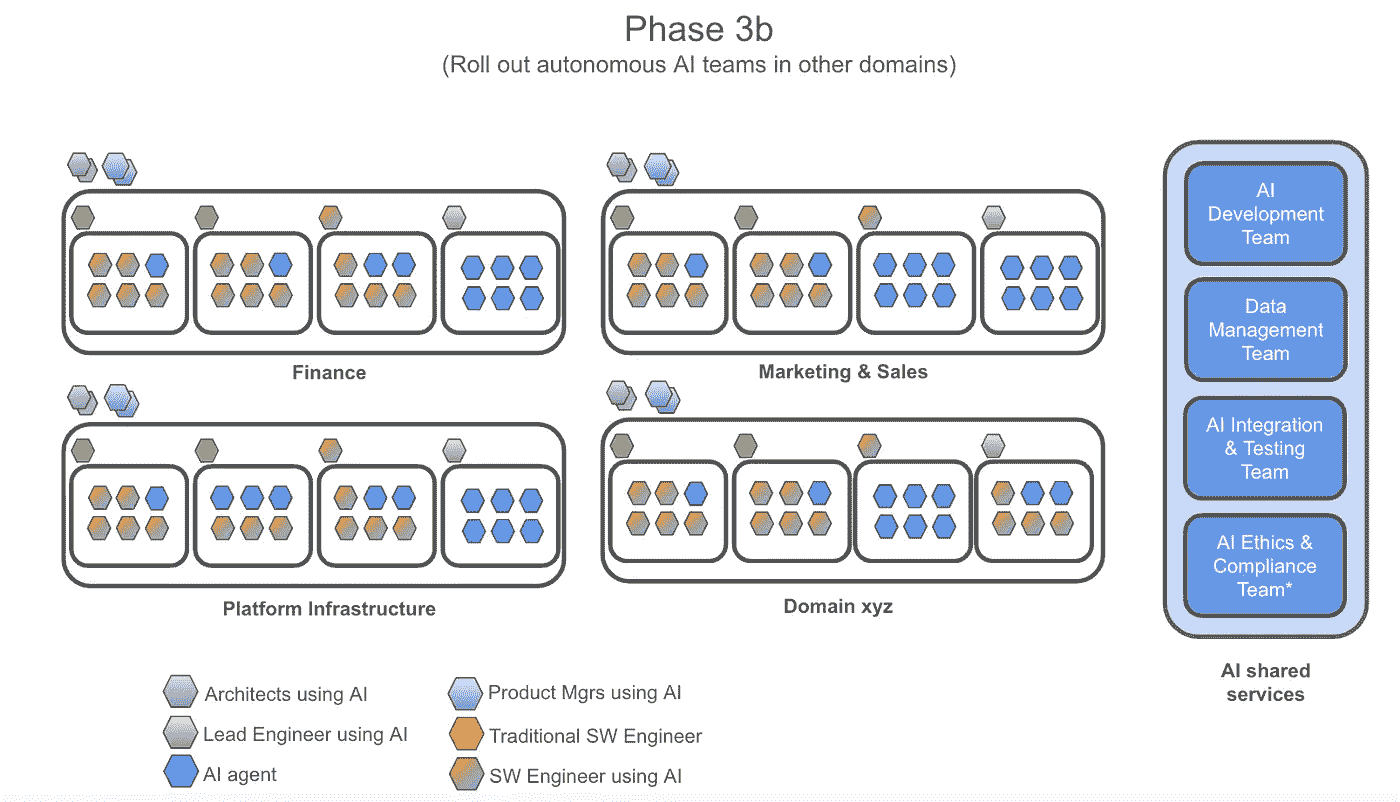 Phase 3b
(Roll out autonomous AI teams in other domains)
Finance
Marketing & Sales
Platform Infrastructure
Domain xyz
AI
Development
Team
Data
Management
Team
AI Integration
& Testing
Team
AI Ethics &
Compliance
Team*
AI shared
services
Architects using AI
Product Mgrs using AI
Lead Engineer using AI
Traditional SW Engineer
AI agent
SW Engineer using AI